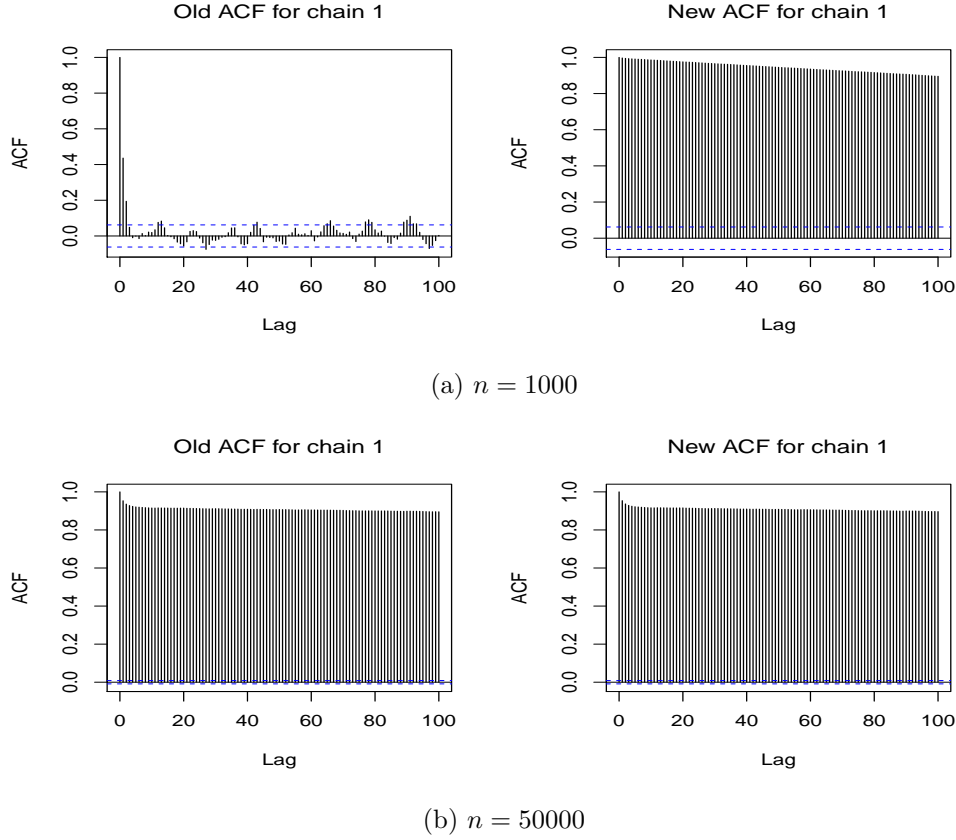 Old ACF for chain 1
New ACF for chain 1
ACF
0.0 0.2 0.4 0.6 0.8 1.0
0 20 40 60 80 100
Lag
ACF
0.0 0.2 0.4 0.6 0.8 1.0
0 20 40 60 80 100
Lag
(a) n = 1000
Old ACF for chain 1
New ACF for chain 1
ACF
0.0 0.2 0.4 0.6 0.8 1.0
0 20 40 60 80 100
Lag
ACF
0.0 0.2 0.4 0.6 0.8 1.0
0 20 40 60 80 100
Lag
(b) n = 50000